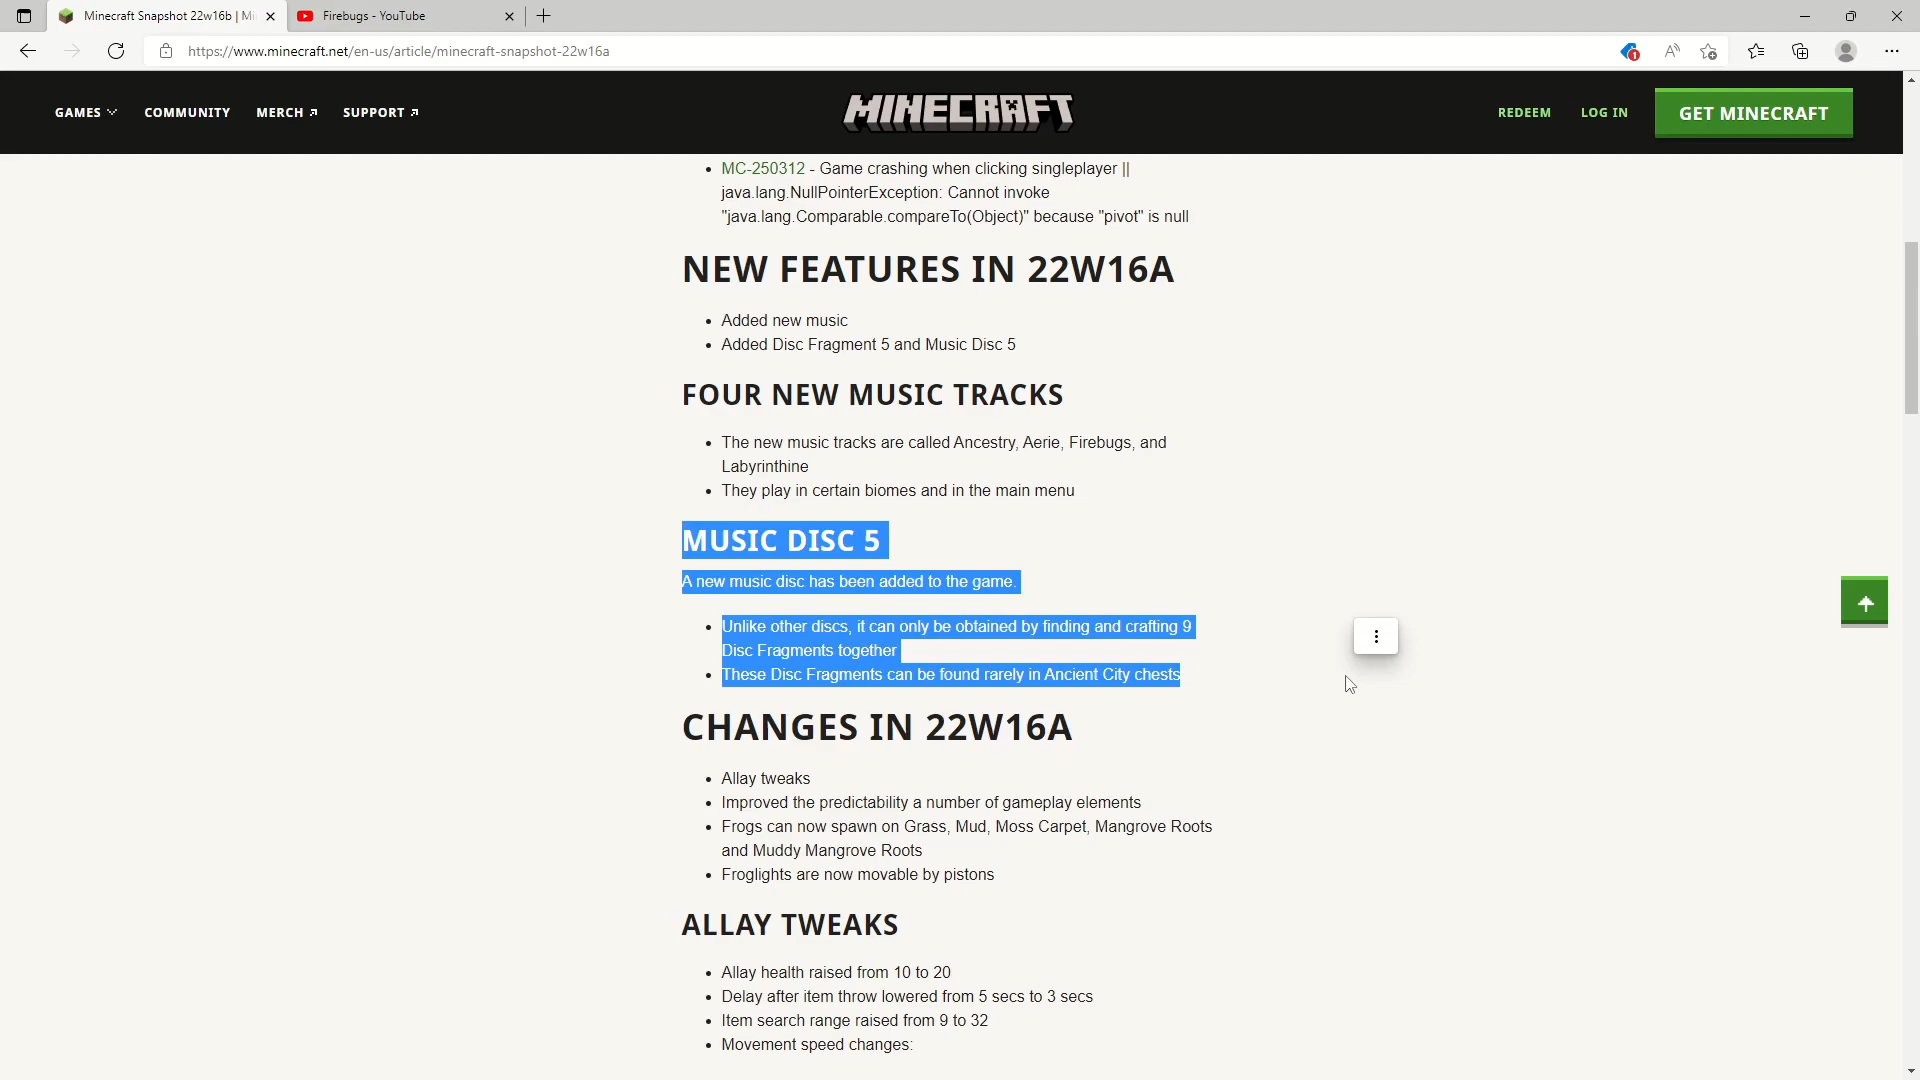 Minecraft Snapshot 22w16b | Mi
Firebugs - YouTube
https://www.minecraft.net/en-us/article/minecraft-snapshot-22w16a
1
GAMES
COMMUNITY
MERCH
SUPPORT
MINECRAFT
REDEEM
LOG IN
GET MINECRAFT
MC-250312 - Game crashing when clicking singleplayer ||
java.lang.NullPointerException: Cannot invoke
"java.lang.Comparable.compareTo(Object)" because "pivot" is null
NEW FEATURES IN 22W16A
Added new music
Added Disc Fragment 5 and Music Disc 5
FOUR NEW MUSIC TRACKS
The new music tracks are called Ancestry, Aerie, Firebugs, and
Labyrinthine
They play in certain biomes and in the main menu
MUSIC DISC 5
A new music disc has been added to the game.
Unlike other discs, it can only be obtained by finding and crafting 9
Disc Fragments together
These Disc Fragments can be found rarely in Ancient City chests
CHANGES IN 22W16A
Allay tweaks
Improved the predictability a number of gameplay elements
Frogs can now spawn on Grass, Mud, Moss Carpet, Mangrove Roots
and Muddy Mangrove Roots
Froglights are now movable by pistons
ALLAY TWEAKS
Allay health raised from 10 to 20
Delay after item throw lowered from 5 secs to 3 secs
Item search range raised from 9 to 32
Movement speed changes: